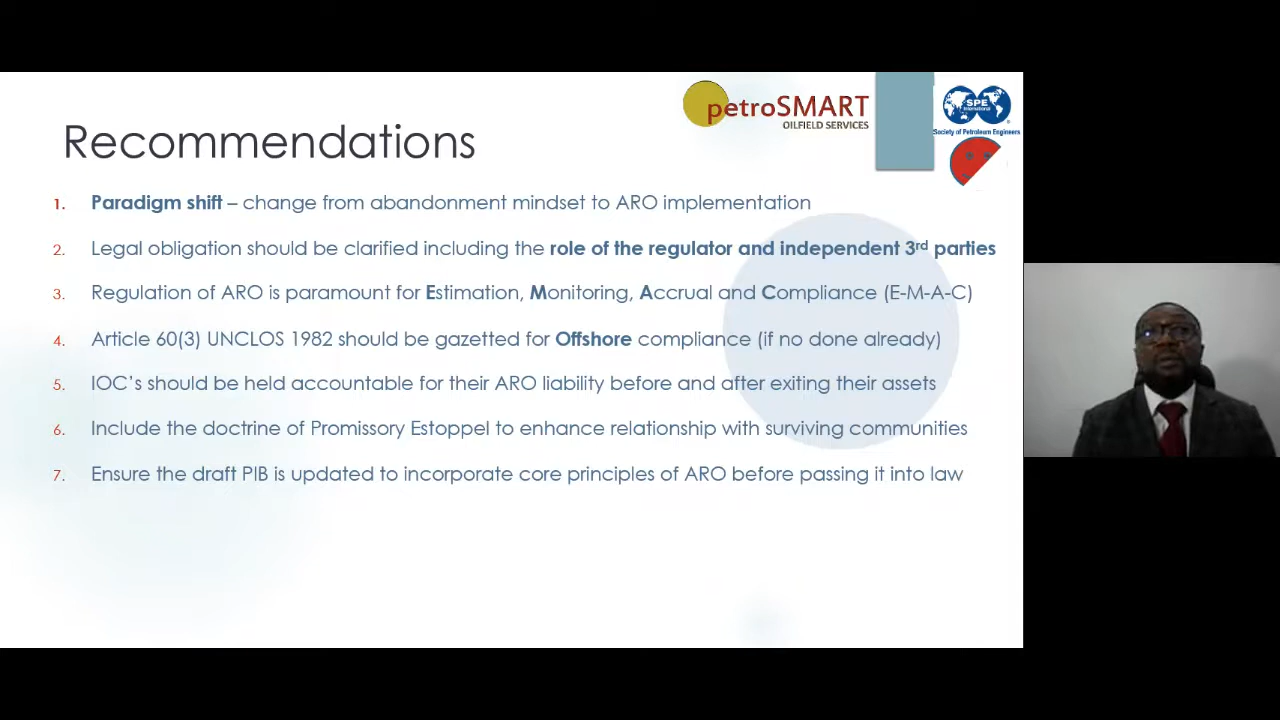 petroSMART
OILFIELD SERVICES
SPE
International
Society of Petroleum Engineers
Recommendations
1. Paradigm shift – change from abandonment mindset to ARO implementation
2. Legal obligation should be clarified including the role of the regulator and independent 3rd parties
3. Regulation of ARO is paramount for Estimation, Monitoring, Accrual and Compliance (E-M-A-C)
4. Article 60(3) UNCLOS 1982 should be gazetted for Offshore compliance (if no done already)
5. IOC's should be held accountable for their ARO liability before and after exiting their assets
6. Include the doctrine of Promissory Estoppel to enhance relationship with surviving communities
7. Ensure the draft PIB is updated to incorporate core principles of ARO before passing it into law